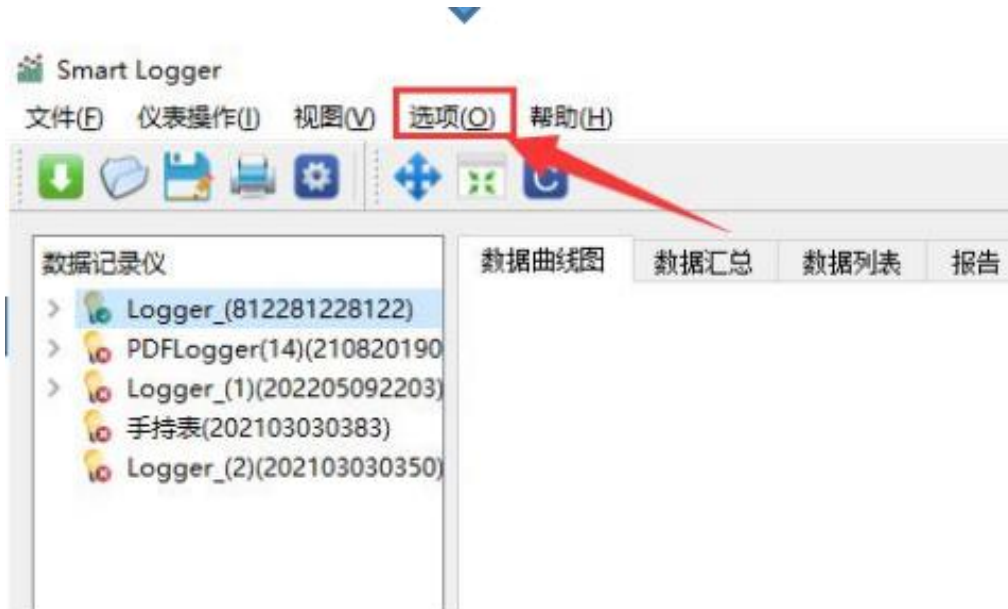 Smart Logger
文件(F) 仪表操作(I) 视图(V) 选项(O) 帮助(H)
数据记录仪
数据曲线图 数据汇总 数据列表 报告
Logger_(812281228122)
PDFLogger(14)(210820190
Logger_(1)(202205092203)
手持表(202103030383)
Logger_(2)(202103030350)